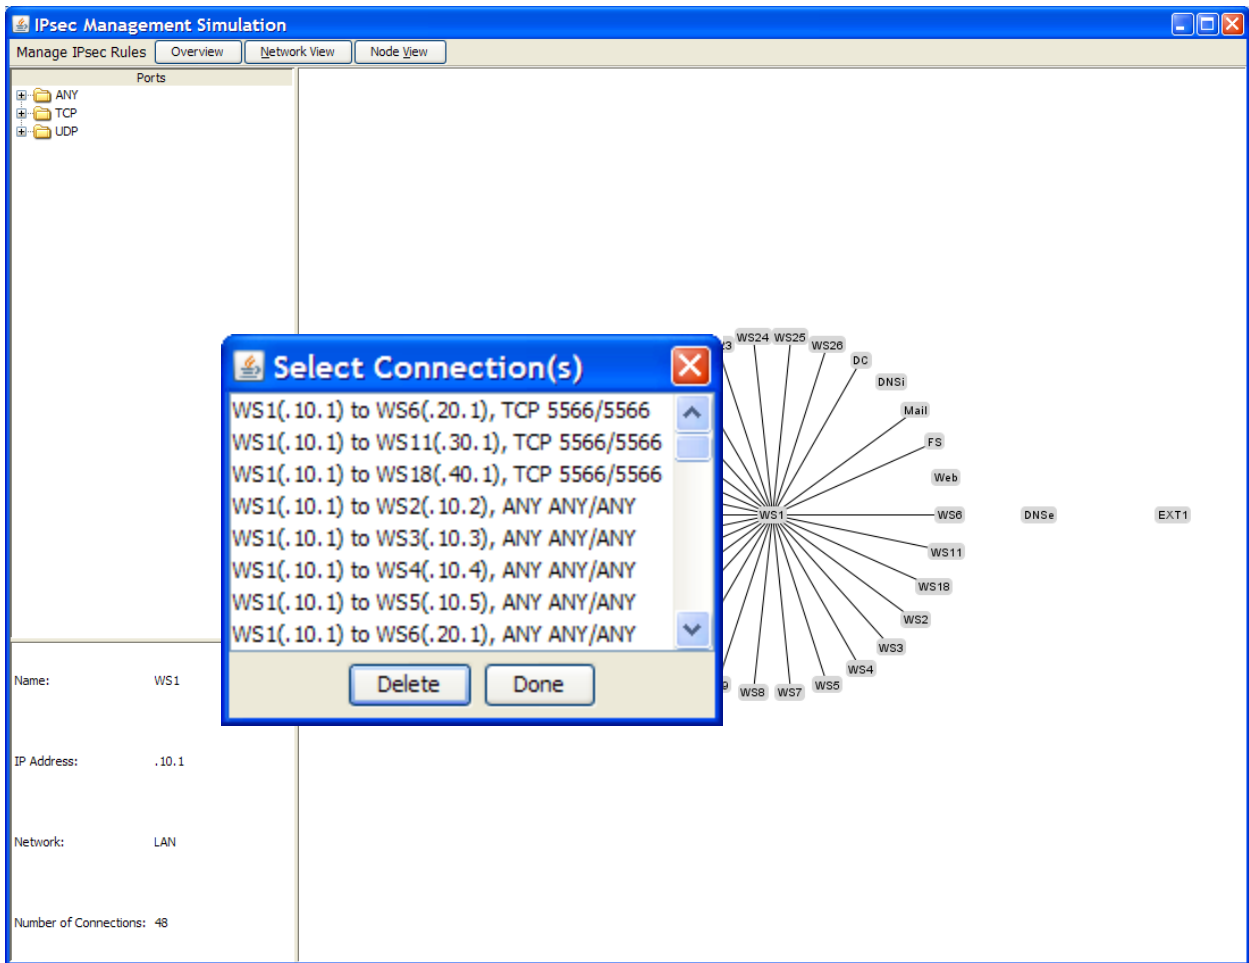 IPsec Management Simulation
Manage IPsec Rules Overview Network View Node View
Ports
ANY
TCP
UDP
Select Connection(s)
WS1(.10.1) to WS6(.20.1), TCP 5566/5566
WS1(.10.1) to WS11(.30.1), TCP 5566/5566
WS1(.10.1) to WS18(.40.1), TCP 5566/5566
WS1(.10.1) to WS2(.10.2), ANY ANY/ANY
WS1(.10.1) to WS3(.10.3), ANY ANY/ANY
WS1(.10.1) to WS4(.10.4), ANY ANY/ANY
WS1(.10.1) to WS5(.10.5), ANY ANY/ANY
WS1(.10.1) to WS6(.20.1), ANY ANY/ANY
Delete Done
WS24 WS25
WS26
DC
DNSi
Mail
FS
Web
WS1 WS6 DNSe EXT1
WS11
WS18
WS2
WS3
WS4
WS5
WS8 WS7
Name: WS1
IP Address: .10.1
Network: LAN
Number of Connections: 48